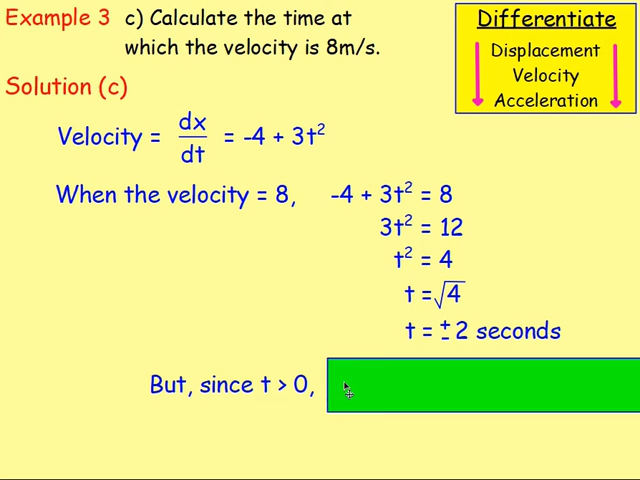 Example 3 c) Calculate the time at
which the velocity is 8m/s.
Differentiate
Displacement
Velocity
Acceleration
Solution (c)
Velocity = dx/dt = -4 + 3t²
When the velocity = 8, -4 + 3t² = 8
3t² = 12
t² = 4
t = √4
t = ±2 seconds
But, since t > 0,